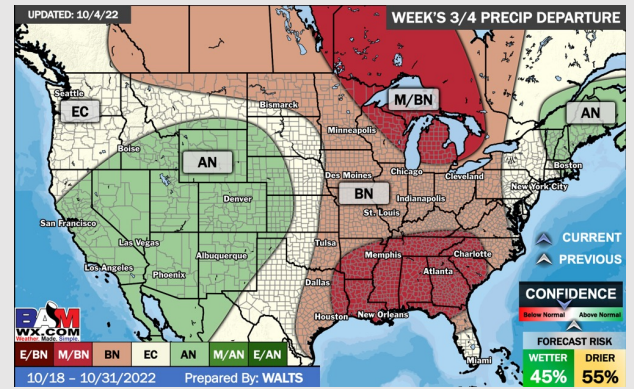 UPDATED: 10/4/22
WEEK'S 3/4 PRECIP DEPARTURE
Seattle
EC
Bismarck
M/BN
AN
Minneapolis
Boise
AN
Boston
Des Moines
Chicago
Cleveland
New York City
Denver
BN
Indianapolis
St. Louis
San Francisco
Las Vegas
Tulsa
CURRENT
Albuquerque
Memphis
Charlotte
PREVIOUS
Los Angeles
Phoenix
Atlanta
Dallas
CONFIDENCE
Below Normal
Above Normal
Houston
New Orleans
BAM
WX.COM
Weather. Made. Simple.
FORECAST RISK
E/BN M/BN BN EC AN M/AN E/AN
Miami
WETTER DRIER
45% 55%
10/18 – 10/31/2022 Prepared By: WALTS